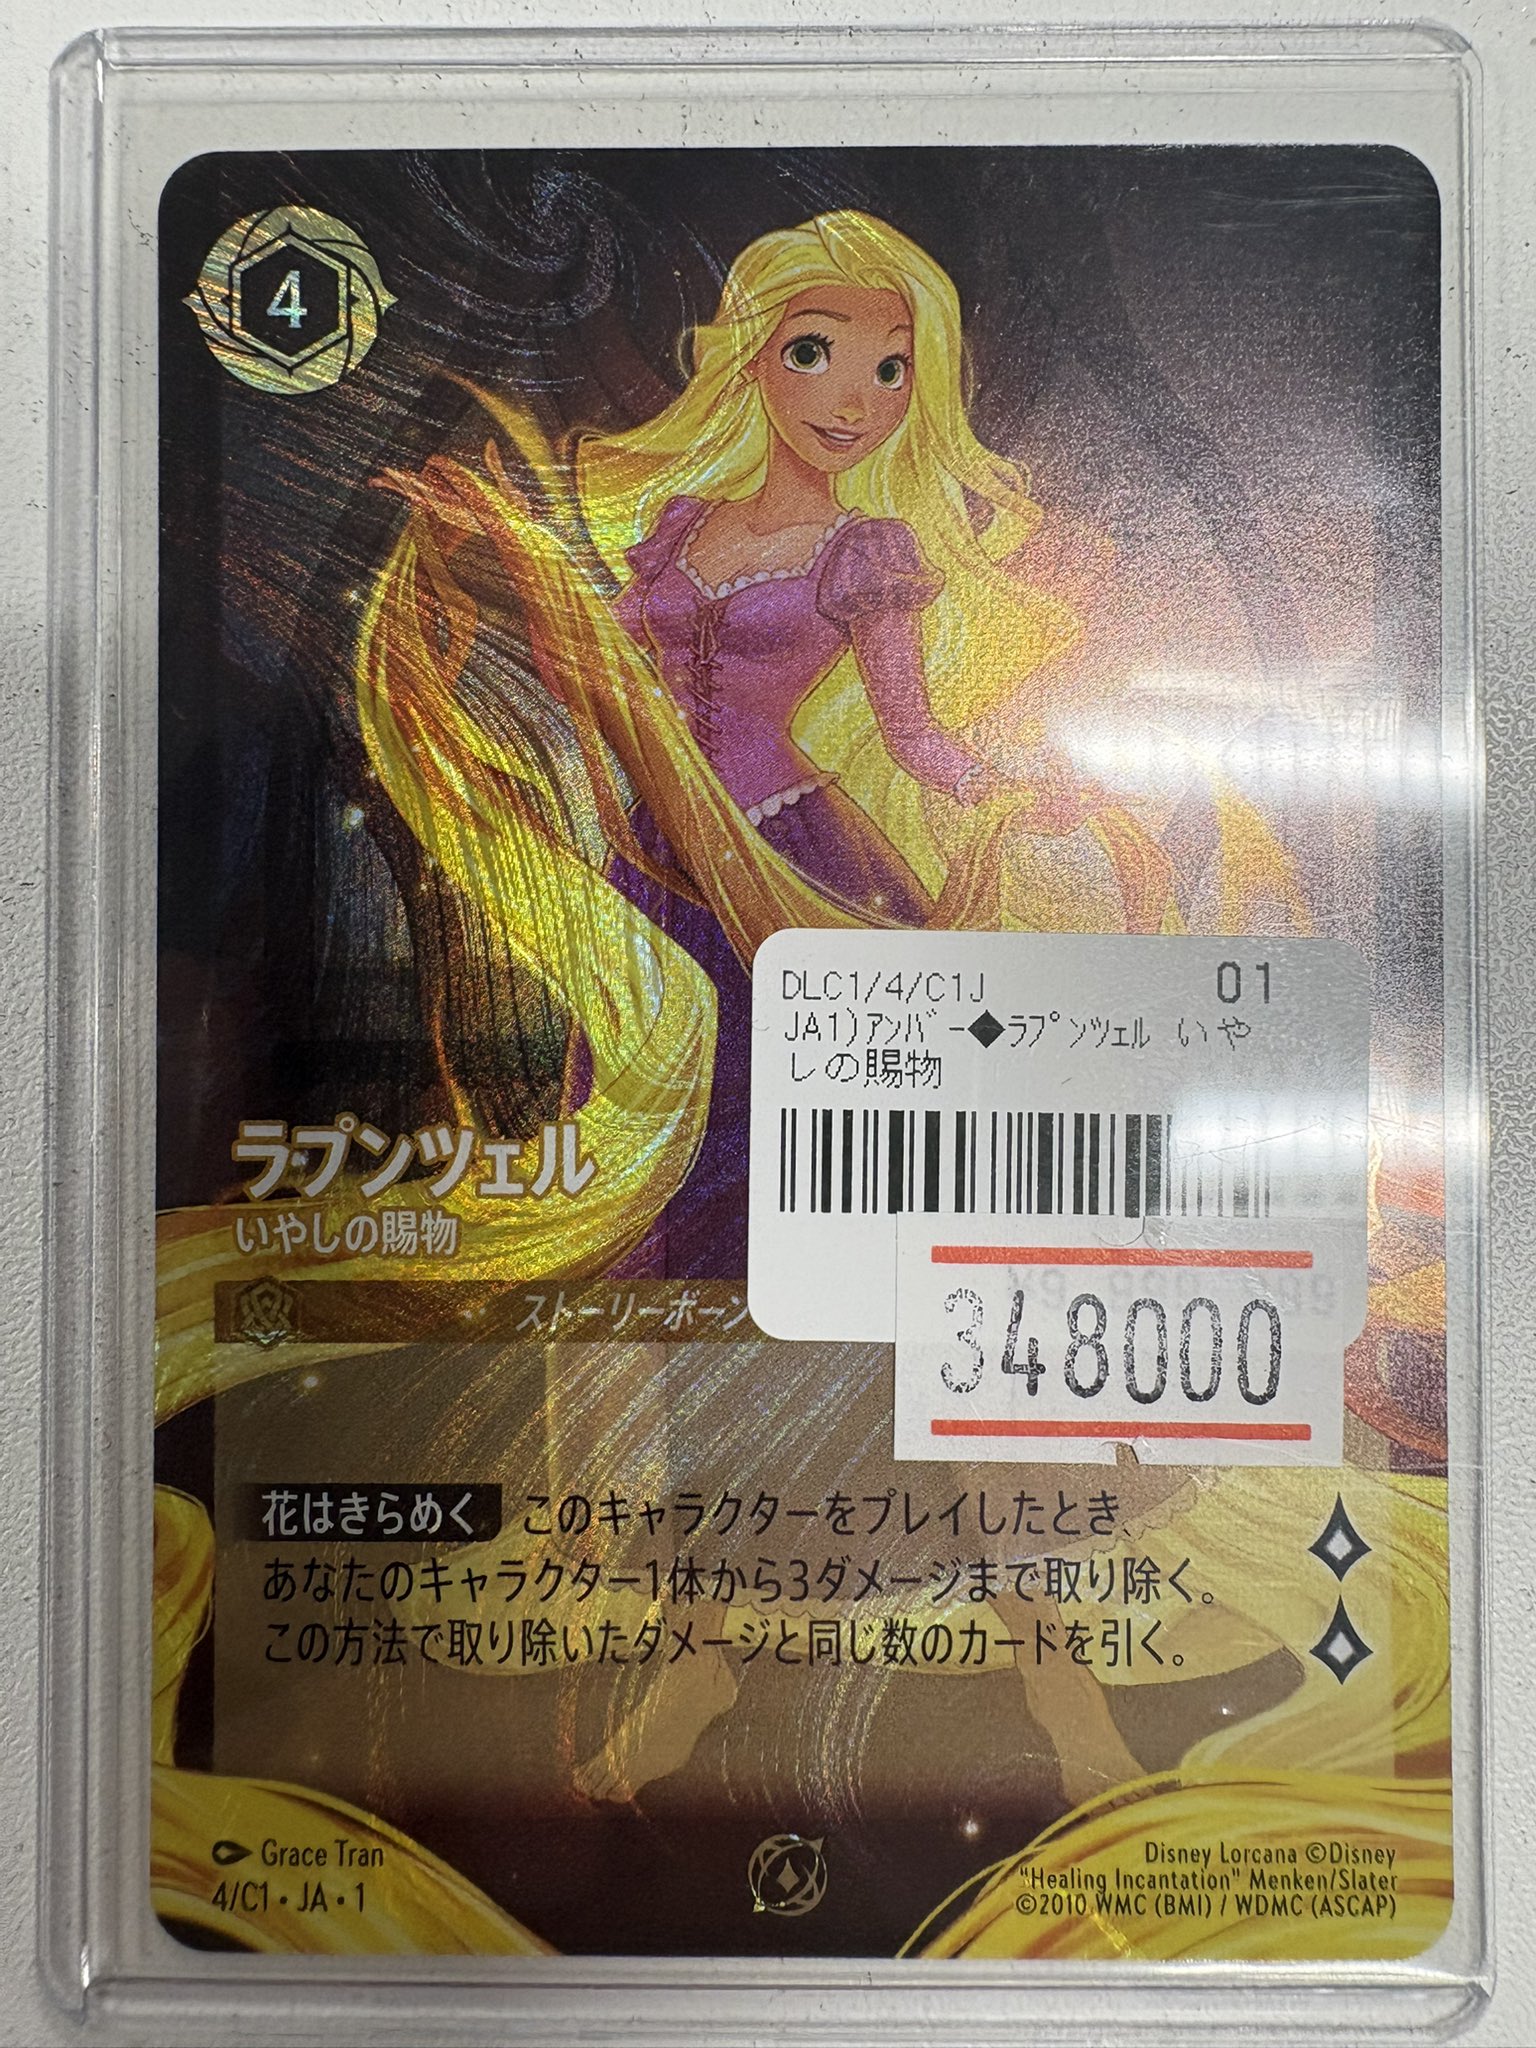 4
DLC1/4/C1J 01
JA1)ｱﾝﾊﾞｰ◆ﾗﾌﾟﾝﾂｪﾙ いや
しの賜物
ラプンツェル
いやしの賜物
ストーリーボーン
348000
花はきらめく このキャラクターをプレイしたとき、
あなたのキャラクター1体から3ダメージまで取り除く。
この方法で取り除いたダメージと同じ数のカードを引く。
Grace Tran
4/C1・JA・1
Disney Lorcana ©Disney
"Healing Incantation" Menken/Slater
©2010 WMC (BMI) / WDMC (ASCAP)